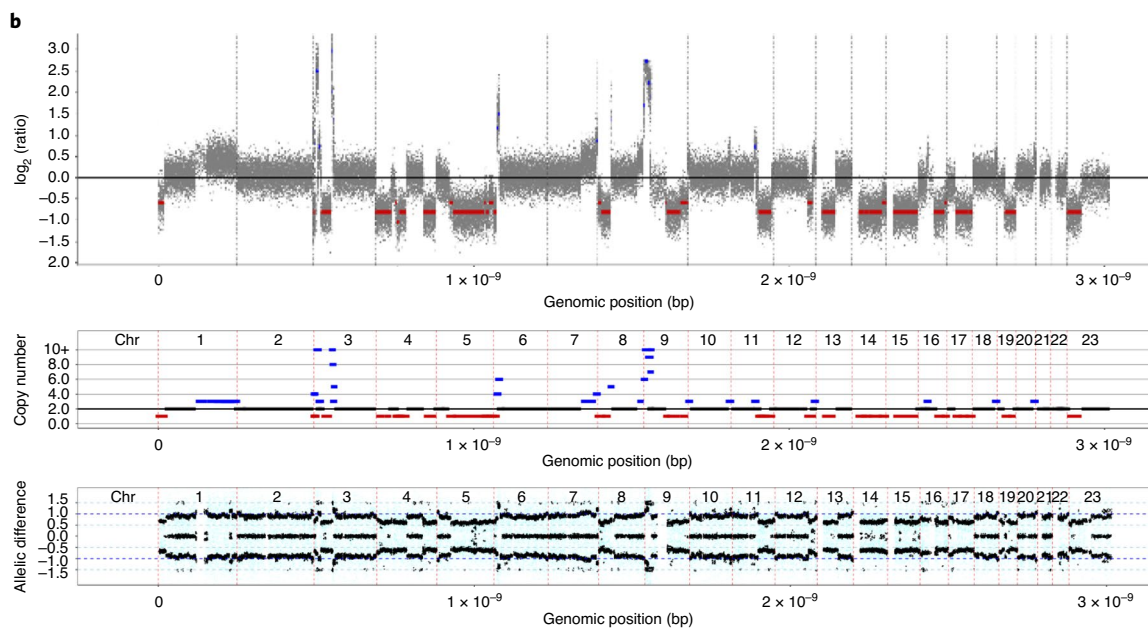 b
3.0
2.5
2.0
1.5
1.0
0.5
0.0
−0.5
−1.0
−1.5
2.0
log2 (ratio)
0 1 × 10−9 2 × 10−9 3 × 10−9
Genomic position (bp)
Chr 1 2 3 4 5 6 7 8 9 10 11 12 13 14 15 16 17 18 19 20 21 22 23
10+
8.0
6.0
4.0
2.0
0.0
Copy number
0 1 × 10−9 2 × 10−9 3 × 10−9
Genomic position (bp)
Chr 1 2 3 4 5 6 7 8 9 10 11 12 13 14 15 16 17 18 19 20 21 22 23
1.5
1.0
0.5
0.0
−0.5
−1.0
−1.5
Allelic difference
0 1 × 10−9 2 × 10−9 3 × 10−9
Genomic position (bp)